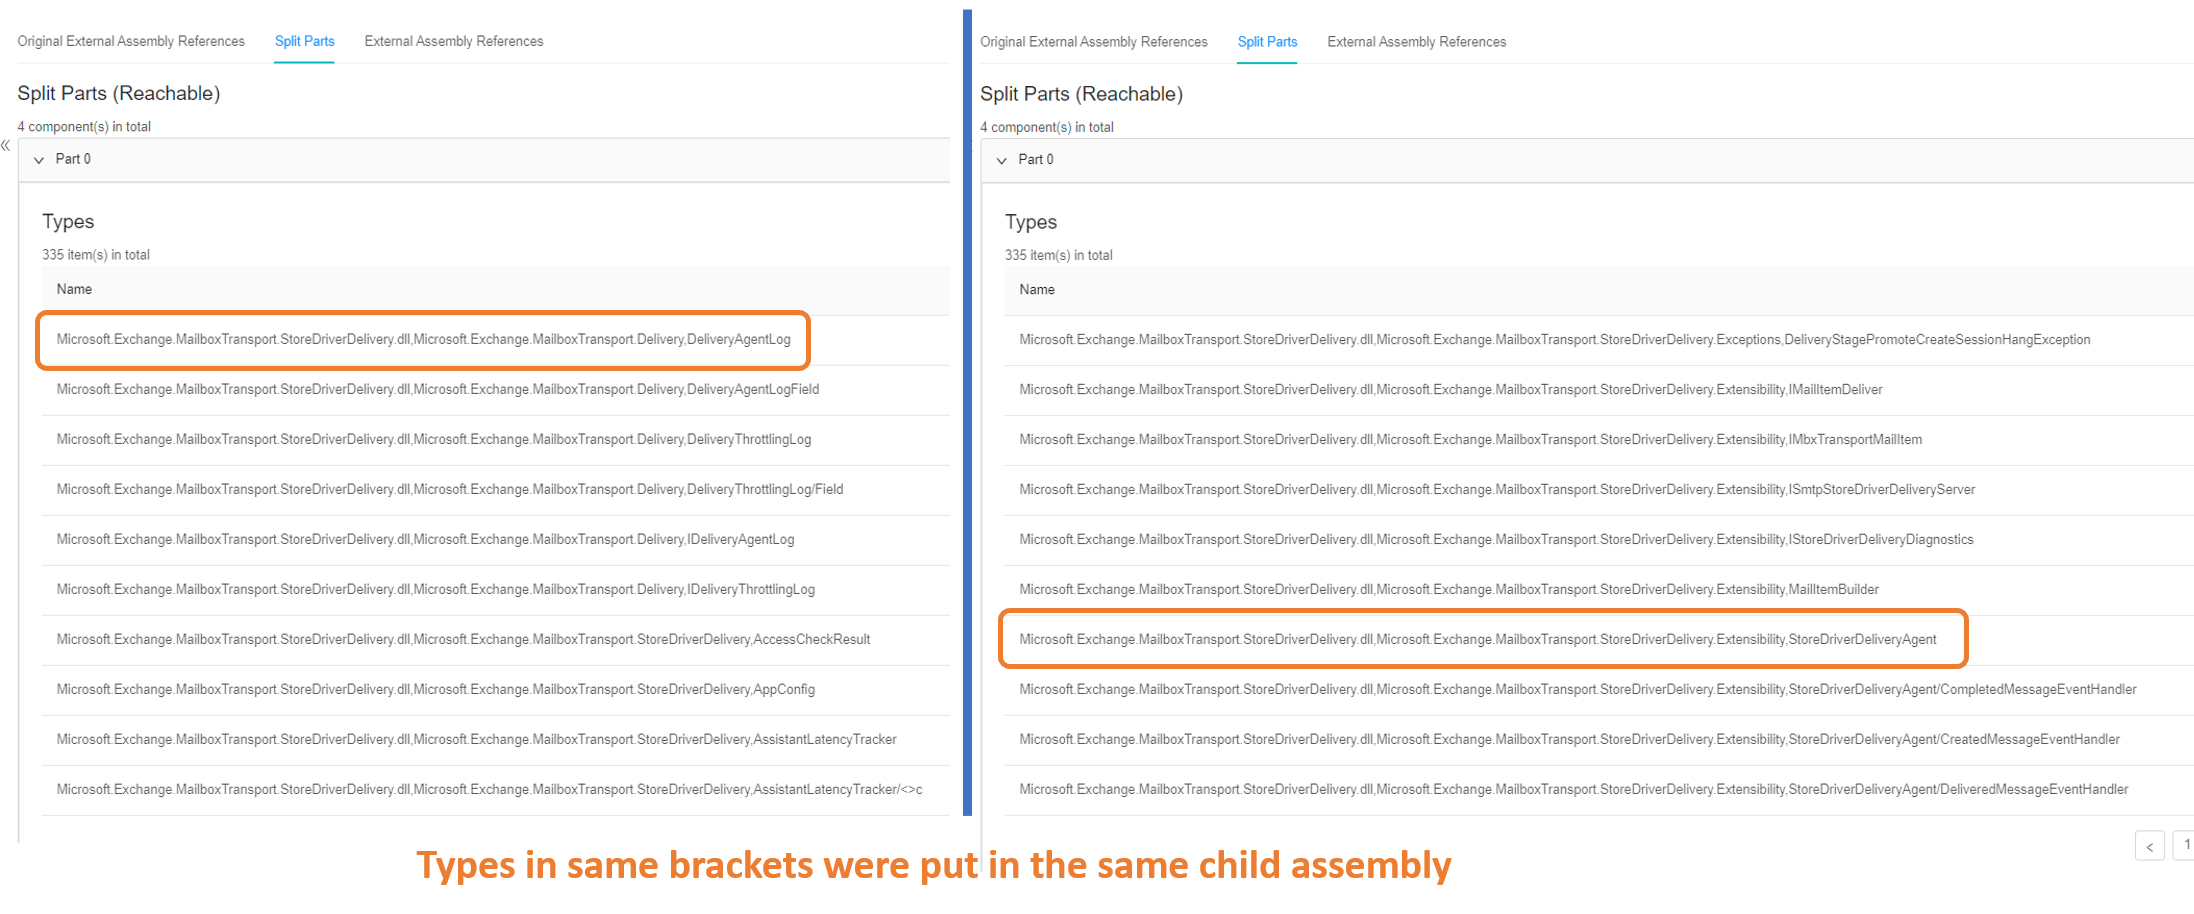 Original External Assembly References Split Parts External Assembly References
Split Parts (Reachable)
4 component(s) in total
«
Part 0
Types
335 item(s) in total
Name
Microsoft.Exchange.MailboxTransport.StoreDriverDelivery.dll,Microsoft.Exchange.MailboxTransport.Delivery,DeliveryAgentLog
Microsoft.Exchange.MailboxTransport.StoreDriverDelivery.dll,Microsoft.Exchange.MailboxTransport.Delivery,DeliveryAgentLogField
Microsoft.Exchange.MailboxTransport.StoreDriverDelivery.dll,Microsoft.Exchange.MailboxTransport.Delivery,DeliveryThrottlingLog
Microsoft.Exchange.MailboxTransport.StoreDriverDelivery.dll,Microsoft.Exchange.MailboxTransport.Delivery,DeliveryThrottlingLog/Field
Microsoft.Exchange.MailboxTransport.StoreDriverDelivery.dll,Microsoft.Exchange.MailboxTransport.Delivery,IDeliveryAgentLog
Microsoft.Exchange.MailboxTransport.StoreDriverDelivery.dll,Microsoft.Exchange.MailboxTransport.Delivery,IDeliveryThrottlingLog
Microsoft.Exchange.MailboxTransport.StoreDriverDelivery.dll,Microsoft.Exchange.MailboxTransport.StoreDriverDelivery,AccessCheckResult
Microsoft.Exchange.MailboxTransport.StoreDriverDelivery.dll,Microsoft.Exchange.MailboxTransport.StoreDriverDelivery,AppConfig
Microsoft.Exchange.MailboxTransport.StoreDriverDelivery.dll,Microsoft.Exchange.MailboxTransport.StoreDriverDelivery,AssistantLatencyTracker
Microsoft.Exchange.MailboxTransport.StoreDriverDelivery.dll,Microsoft.Exchange.MailboxTransport.StoreDriverDelivery,AssistantLatencyTracker/<>c
Original External Assembly References Split Parts External Assembly References
Split Parts (Reachable)
4 component(s) in total
Part 0
Types
335 item(s) in total
Name
Microsoft.Exchange.MailboxTransport.StoreDriverDelivery.dll,Microsoft.Exchange.MailboxTransport.StoreDriverDelivery.Exceptions,DeliveryStagePromoteCreateSessionHangException
Microsoft.Exchange.MailboxTransport.StoreDriverDelivery.dll,Microsoft.Exchange.MailboxTransport.StoreDriverDelivery.Extensibility,IMailItemDeliver
Microsoft.Exchange.MailboxTransport.StoreDriverDelivery.dll,Microsoft.Exchange.MailboxTransport.StoreDriverDelivery.Extensibility,IMbxTransportMailItem
Microsoft.Exchange.MailboxTransport.StoreDriverDelivery.dll,Microsoft.Exchange.MailboxTransport.StoreDriverDelivery.Extensibility,ISmtpStoreDriverDeliveryServer
Microsoft.Exchange.MailboxTransport.StoreDriverDelivery.dll,Microsoft.Exchange.MailboxTransport.StoreDriverDelivery.Extensibility,IStoreDriverDeliveryDiagnostics
Microsoft.Exchange.MailboxTransport.StoreDriverDelivery.dll,Microsoft.Exchange.MailboxTransport.StoreDriverDelivery.Extensibility,MailItemBuilder
Microsoft.Exchange.MailboxTransport.StoreDriverDelivery.dll,Microsoft.Exchange.MailboxTransport.StoreDriverDelivery.Extensibility,StoreDriverDeliveryAgent
Microsoft.Exchange.MailboxTransport.StoreDriverDelivery.dll,Microsoft.Exchange.MailboxTransport.StoreDriverDelivery.Extensibility,StoreDriverDeliveryAgent/CompletedMessageEventHandler
Microsoft.Exchange.MailboxTransport.StoreDriverDelivery.dll,Microsoft.Exchange.MailboxTransport.StoreDriverDelivery.Extensibility,StoreDriverDeliveryAgent/CreatedMessageEventHandler
Microsoft.Exchange.MailboxTransport.StoreDriverDelivery.dll,Microsoft.Exchange.MailboxTransport.StoreDriverDelivery.Extensibility,StoreDriverDeliveryAgent/DeliveredMessageEventHandler
< 1
Types in same brackets were put in the same child assembly